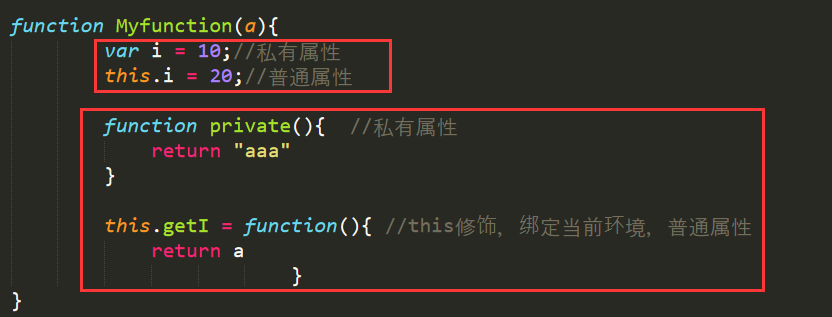 function Myfunction(a){
var i = 10;//私有属性
this.i = 20;//普通属性
function private(){ //私有属性
return "aaa"
}
this.getI = function(){ //this修饰, 绑定当前环境, 普通属性
return a
}
}